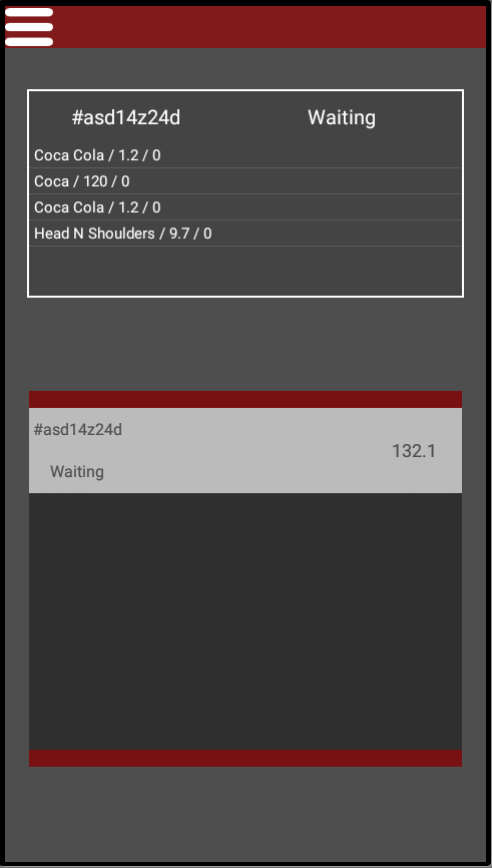 #asd14z24d Waiting
Coca Cola / 1.2 / 0
Coca / 120 / 0
Coca Cola / 1.2 / 0
Head N Shoulders / 9.7 / 0
#asd14z24d
132.1
Waiting